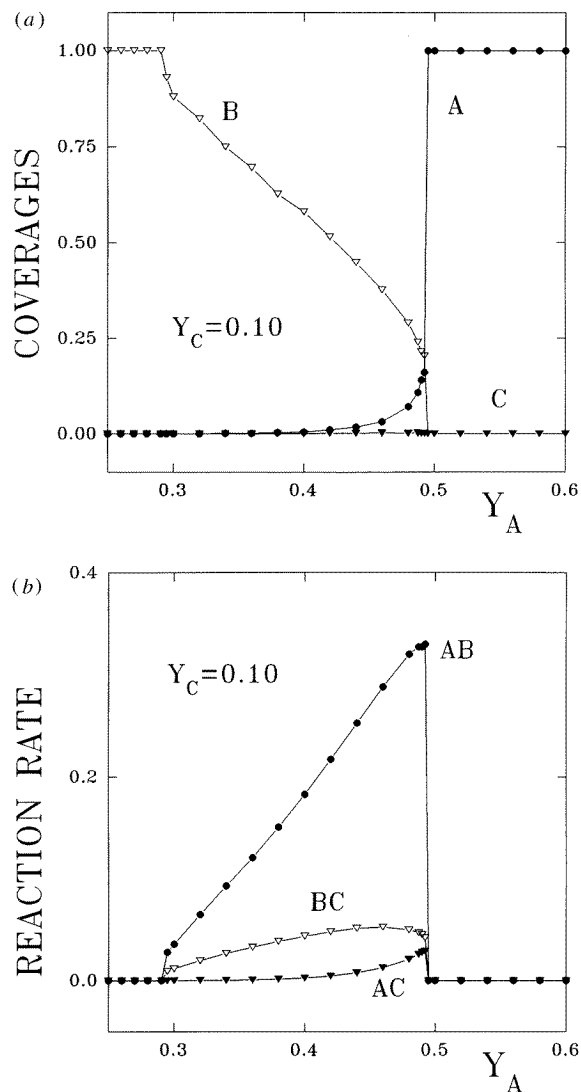 (a)
1.00
0.75
0.50
0.25
0.00
COVERAGES
B
A
Y_C=0.10
C
0.3
0.4
0.5
0.6
Y_A
(b)
0.4
0.2
0.0
REACTION RATE
Y_C=0.10
AB
BC
AC
0.3
0.4
0.5
0.6
Y_A